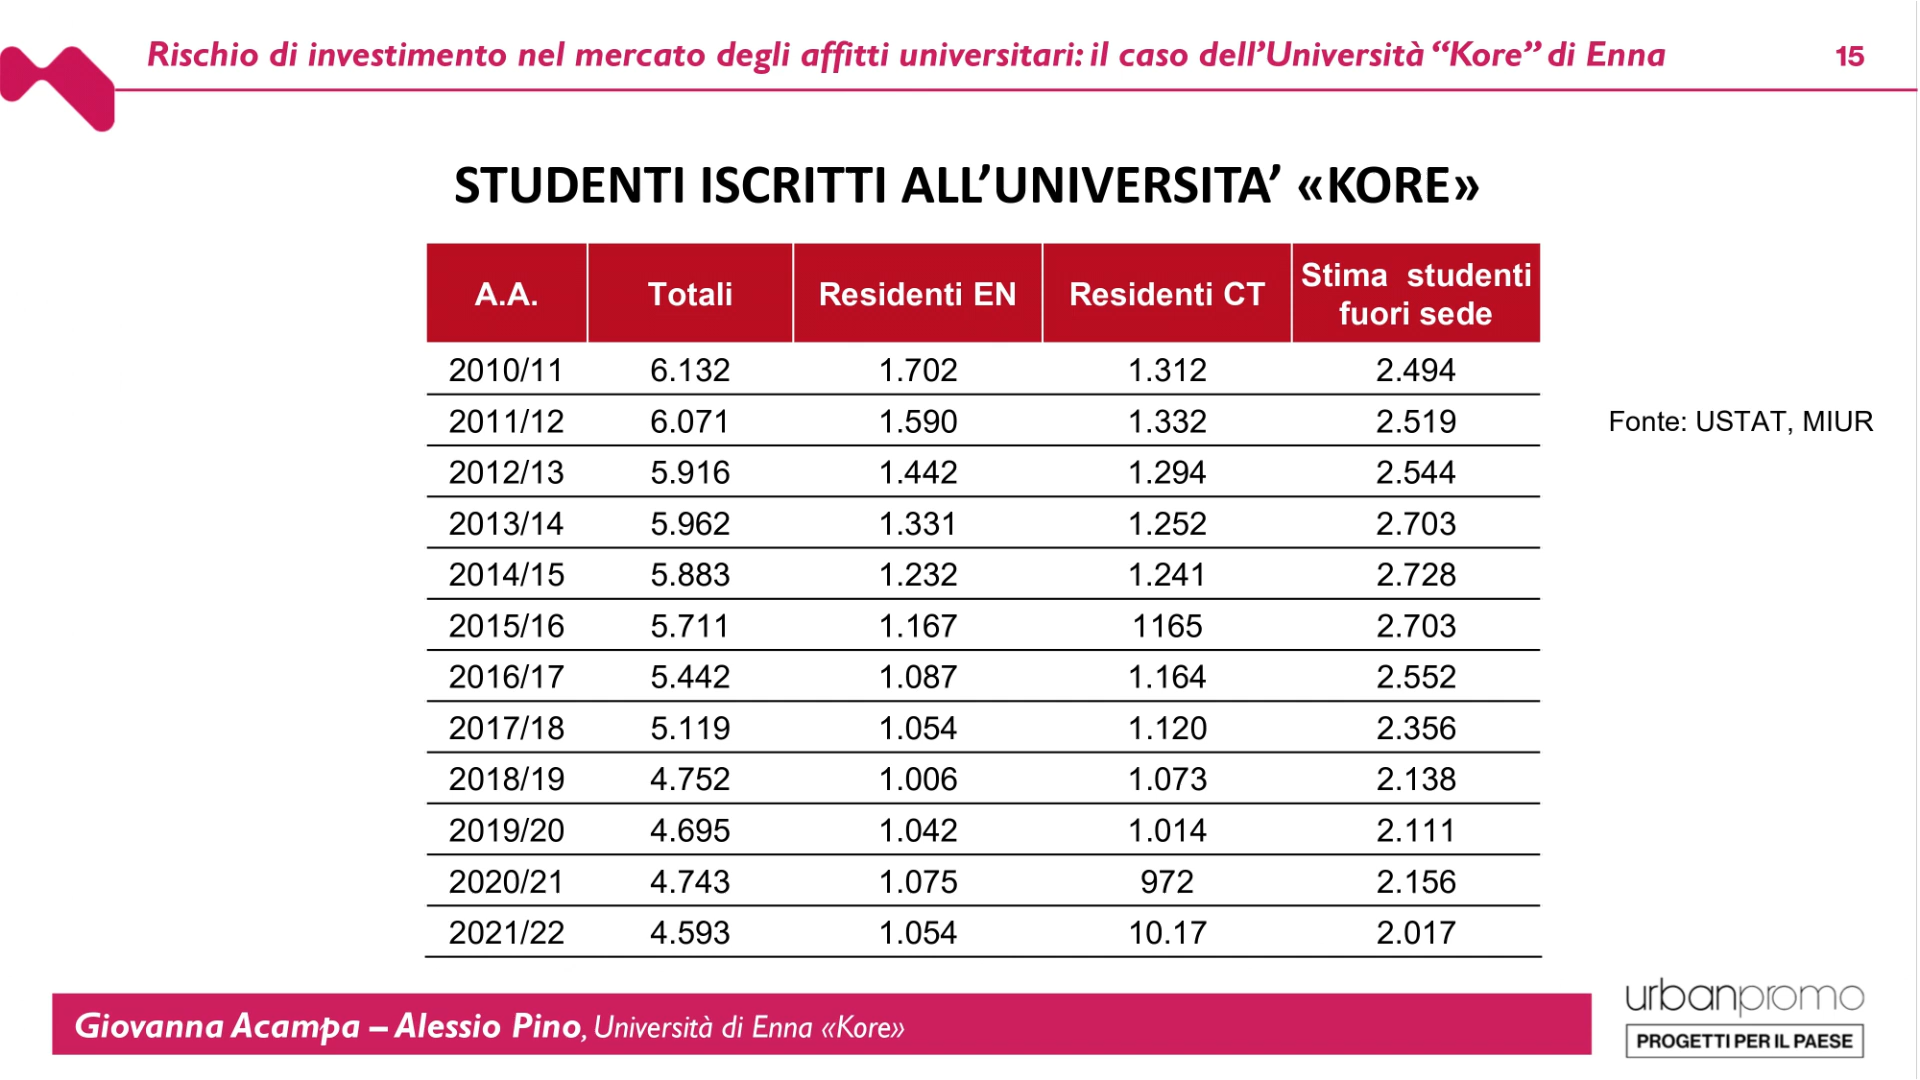 Rischio di investimento nel mercato degli affitti universitari: il caso dell’Università “Kore” di Enna 15
STUDENTI ISCRITTI ALL’UNIVERSITA’ «KORE»
A.A. Totali Residenti EN Residenti CT Stima studenti fuori sede
2010/11 6.132 1.702 1.312 2.494
2011/12 6.071 1.590 1.332 2.519
2012/13 5.916 1.442 1.294 2.544
2013/14 5.962 1.331 1.252 2.703
2014/15 5.883 1.232 1.241 2.728
2015/16 5.711 1.167 1165 2.703
2016/17 5.442 1.087 1.164 2.552
2017/18 5.119 1.054 1.120 2.356
2018/19 4.752 1.006 1.073 2.138
2019/20 4.695 1.042 1.014 2.111
2020/21 4.743 1.075 972 2.156
2021/22 4.593 1.054 10.17 2.017
Fonte: USTAT, MIUR
Giovanna Acampa – Alessio Pino, Università di Enna «Kore»
urbanpromo
PROGETTI PER IL PAESE